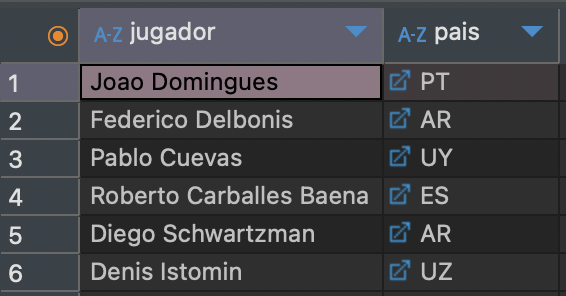 A-Z jugador A-Z pais
1 Joao Domingues PT
2 Federico Delbonis AR
3 Pablo Cuevas UY
4 Roberto Carballes Baena ES
5 Diego Schwartzman AR
6 Denis Istomin UZ